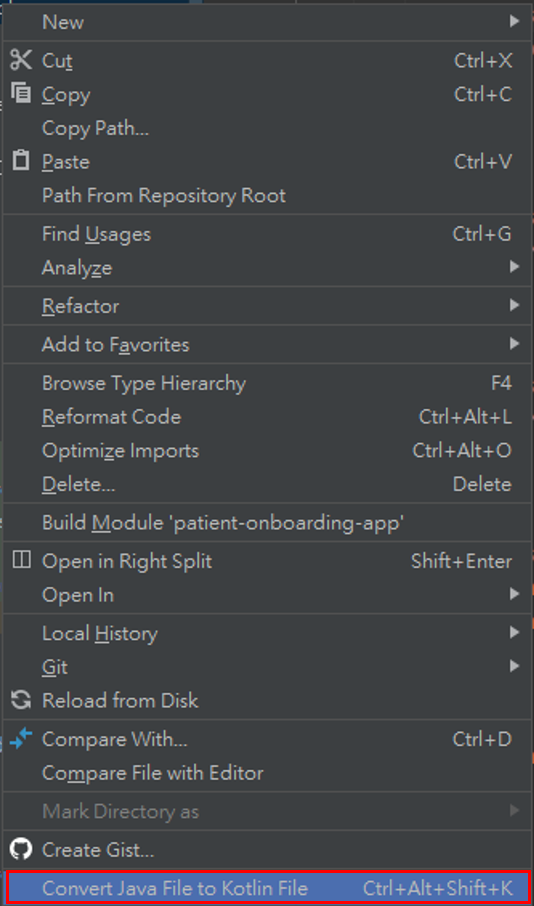 New
Cut Ctrl+X
Copy Ctrl+C
Copy Path...
Paste Ctrl+V
Path From Repository Root
Find Usages Ctrl+G
Analyze
Refactor
Add to Favorites
Browse Type Hierarchy F4
Reformat Code Ctrl+Alt+L
Optimize Imports Ctrl+Alt+O
Delete... Delete
Build Module 'patient-onboarding-app'
Open in Right Split Shift+Enter
Open In
Local History
Git
Reload from Disk
Compare With... Ctrl+D
Compare File with Editor
Mark Directory as
Create Gist...
Convert Java File to Kotlin File Ctrl+Alt+Shift+K